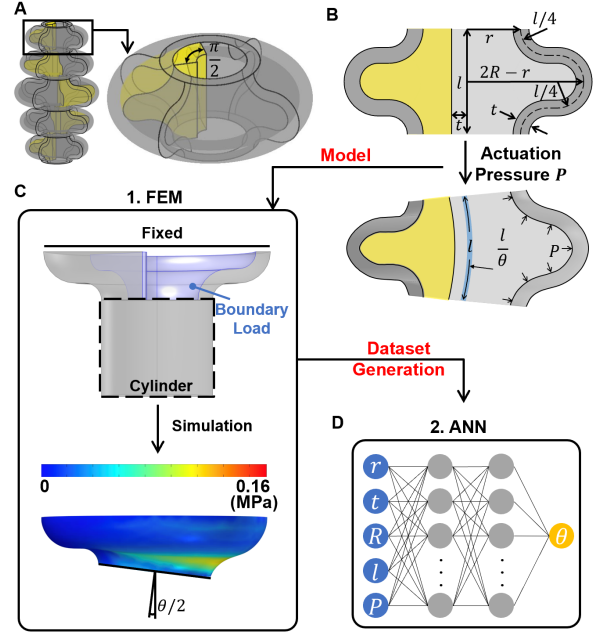 A
π
2
B
l/4
r
l
2R − r
l/4
t
t
Model
Actuation
Pressure P
C
1. FEM
Fixed
Boundary
Load
Cylinder
l
l
θ
P
Simulation
0
0.16
(MPa)
θ/2
Dataset
Generation
D
2. ANN
r
t
R
l
P
θ